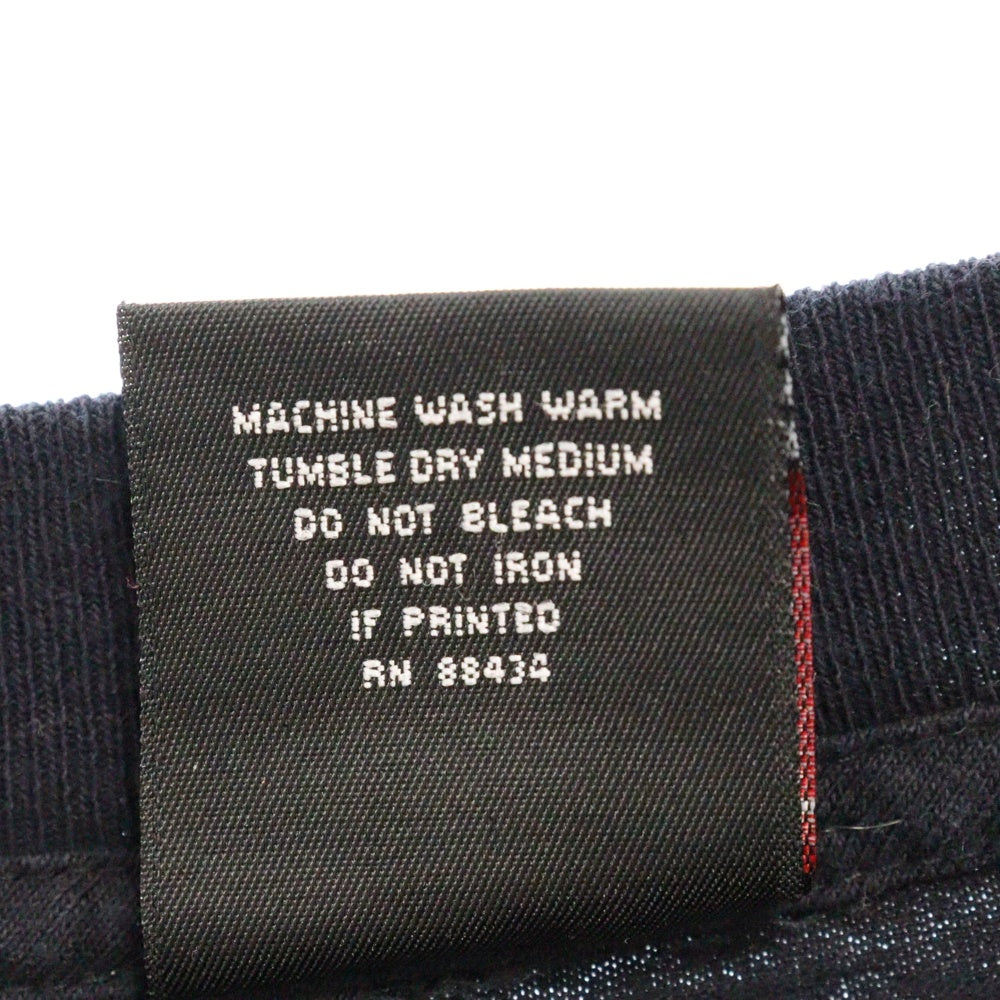 MACHINE WASH WARM
TUMBLE DRY MEDIUM
DO NOT BLEACH
DO NOT IRON
IF PRINTED
RN 88434